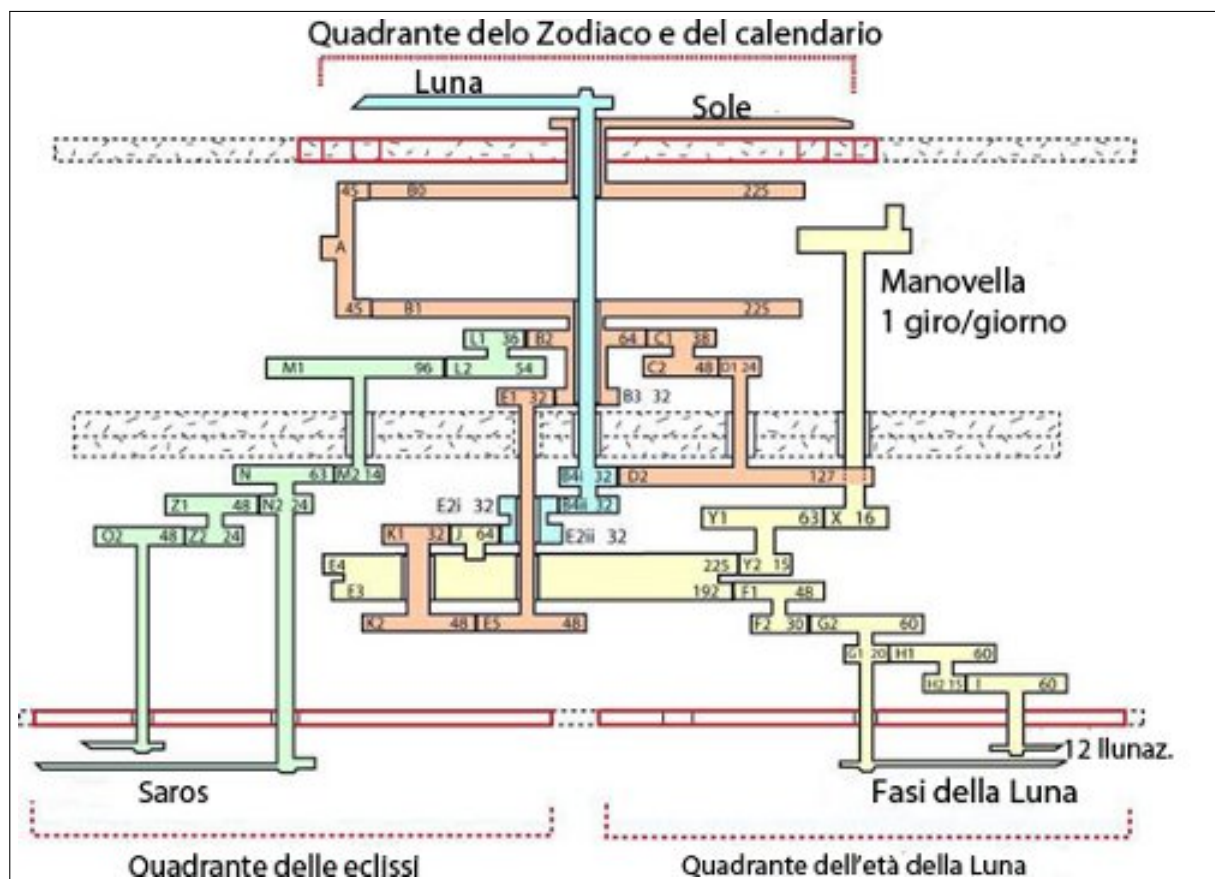 Quadrante delo Zodiaco e del calendario
Luna
Sole
45 B0 225
A
45 B1 225
Manovella
1 giro/giorno
L1 36 B2 64 C1 38
M1 96 L2 54 C2 48 D1 24
E1 32 B3 32
N 63 M2 14 B4i 32 D2 127
Z1 48 N2 24 E2i 32 B4ii 32
Y1 63 X 16
O2 48 Z2 24 K1 32 J 64 E2ii 32
E4 225 Y2 15
E3 192 F1 48
K2 48 E5 48 F2 30 G2 60
G1 20 H1 60
H2 15 I 60
12 llunaz.
Saros
Fasi della Luna
Quadrante delle eclissi
Quadrante dell'età della Luna